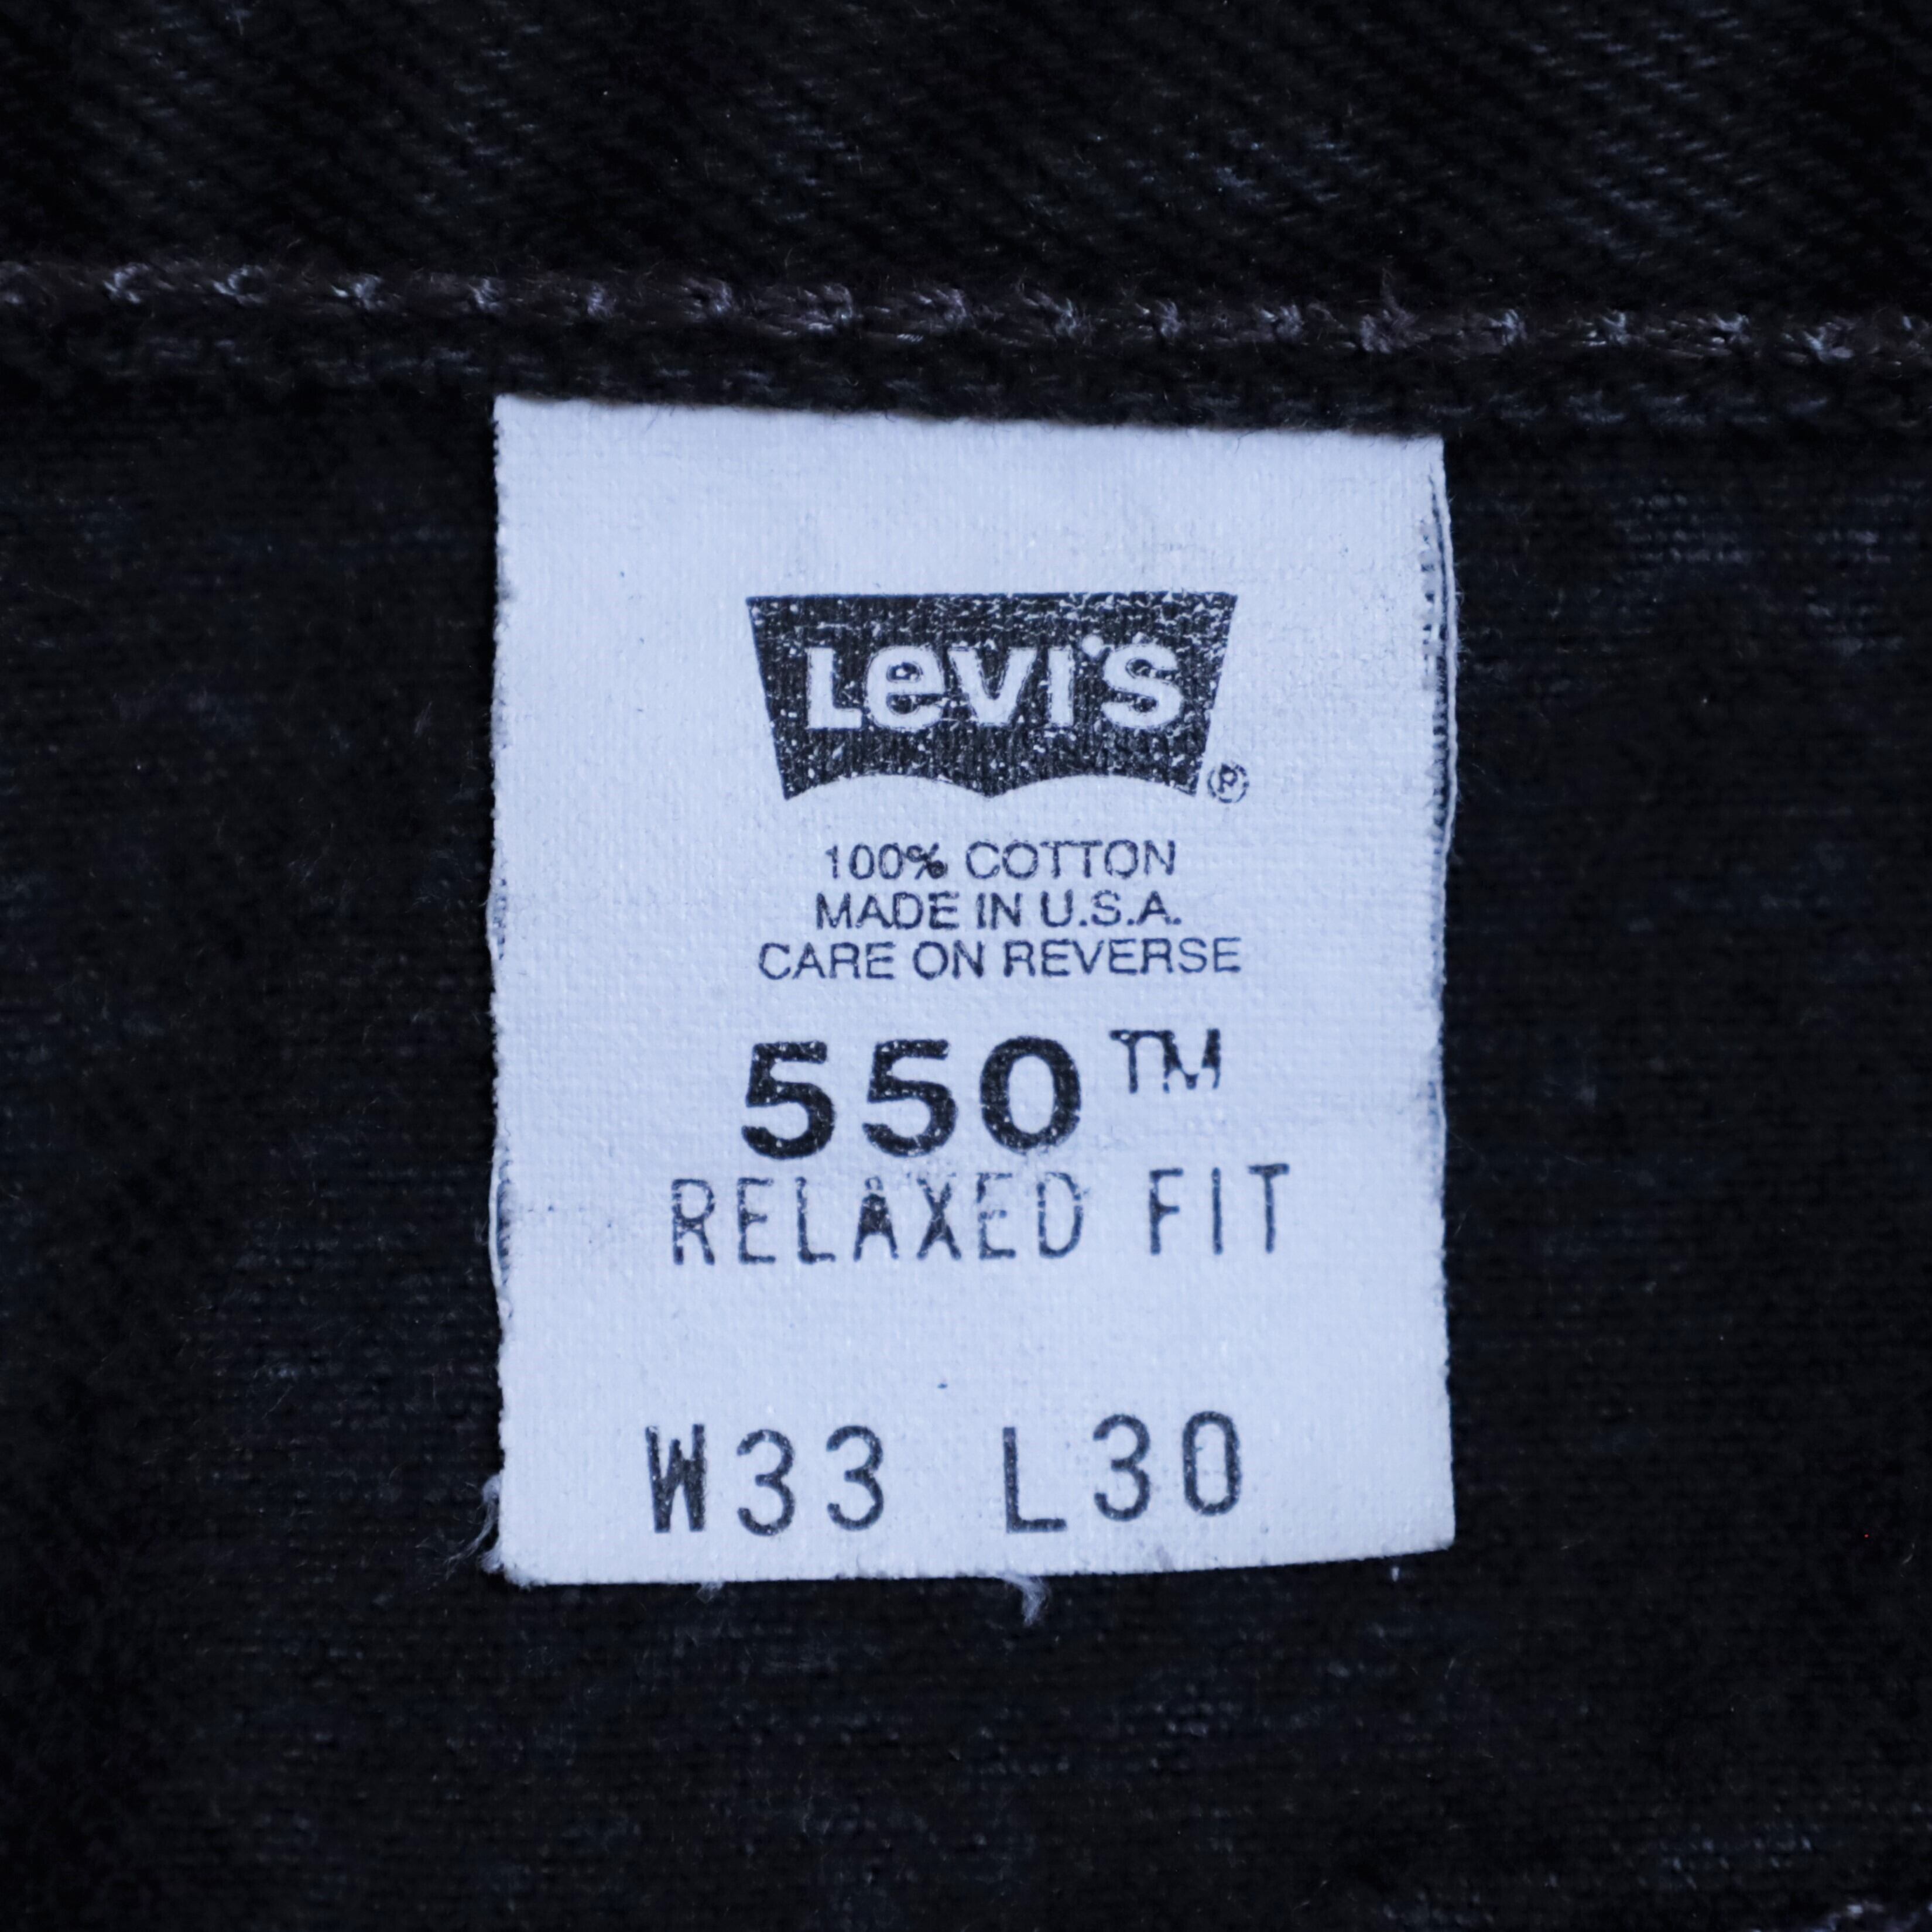 Levi's ®
100% COTTON
MADE IN U.S.A.
CARE ON REVERSE
550™
RELAXED FIT
W33 L30